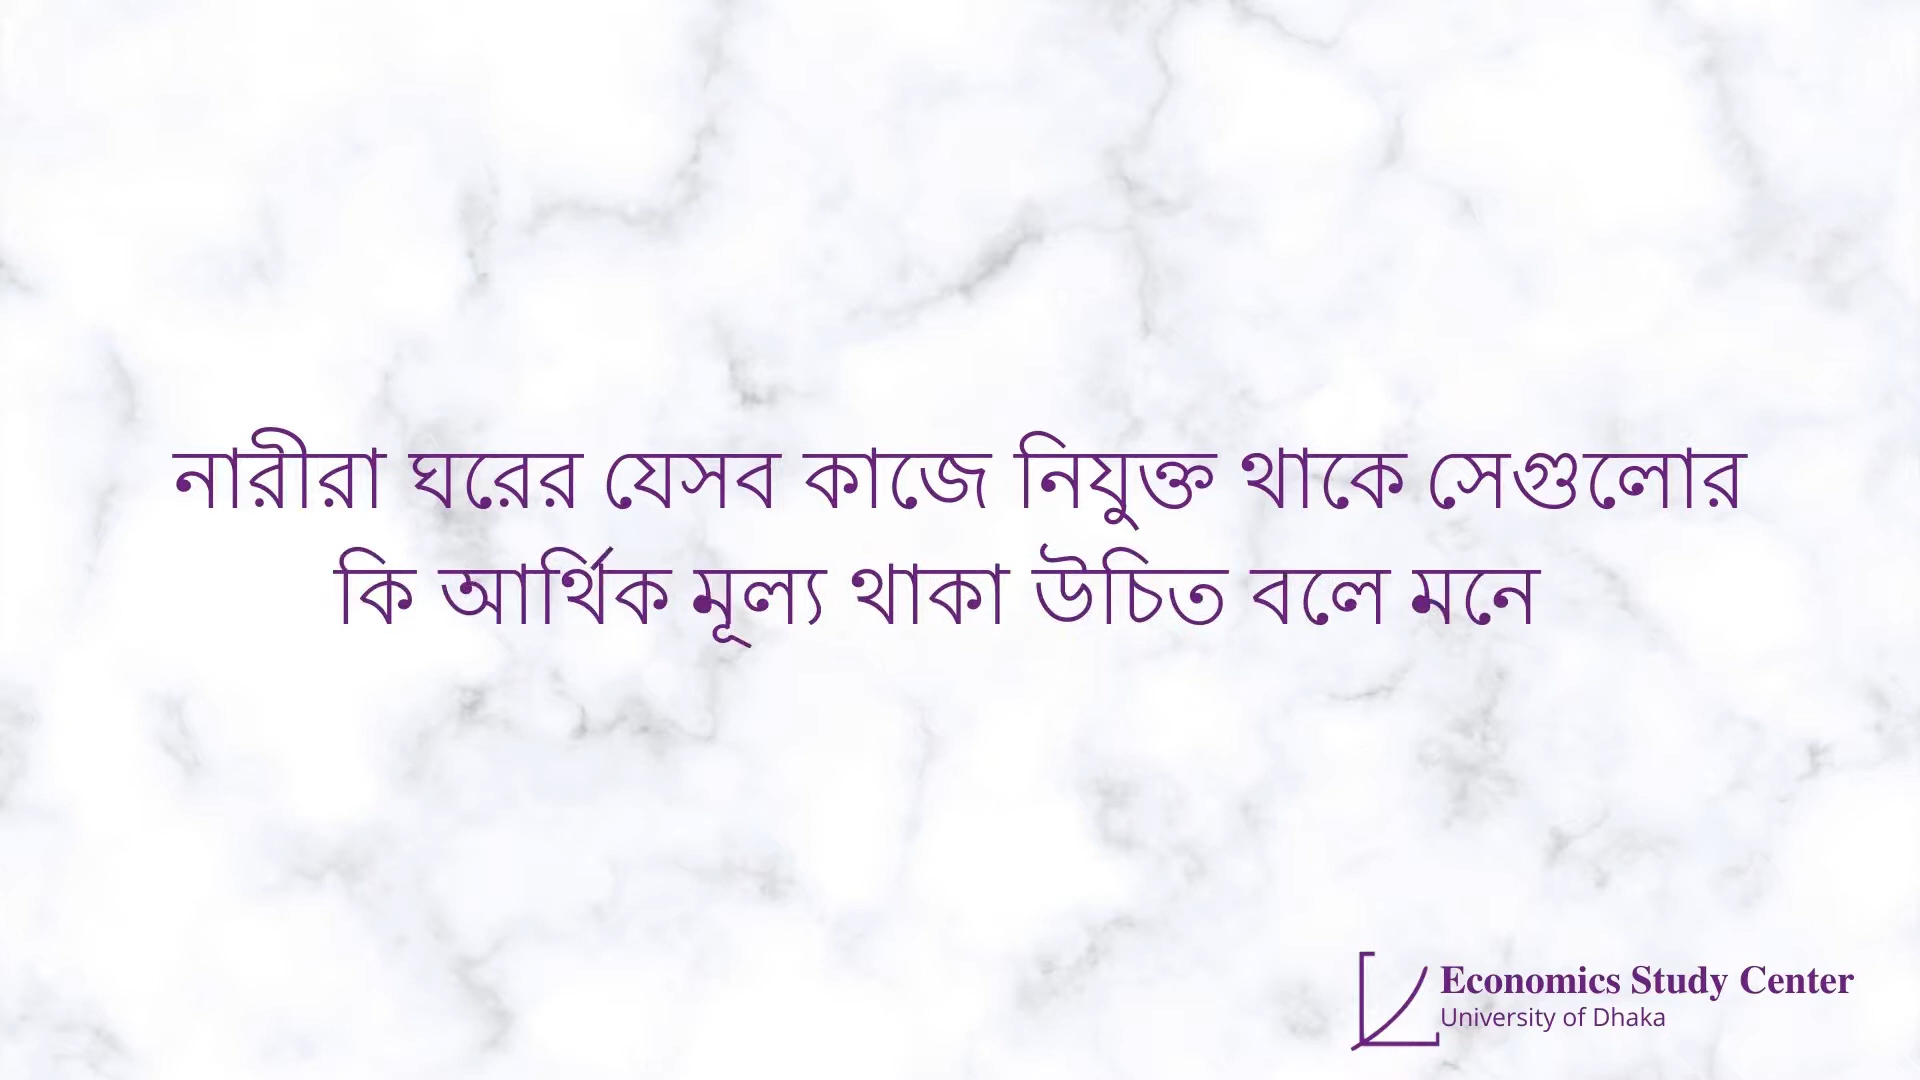 নারীরা ঘরের যেসব কাজে নিযুক্ত থাকে সেগুলোর
কি আর্থিক মূল্য থাকা উচিত বলে মনে
Economics Study Center
University of Dhaka